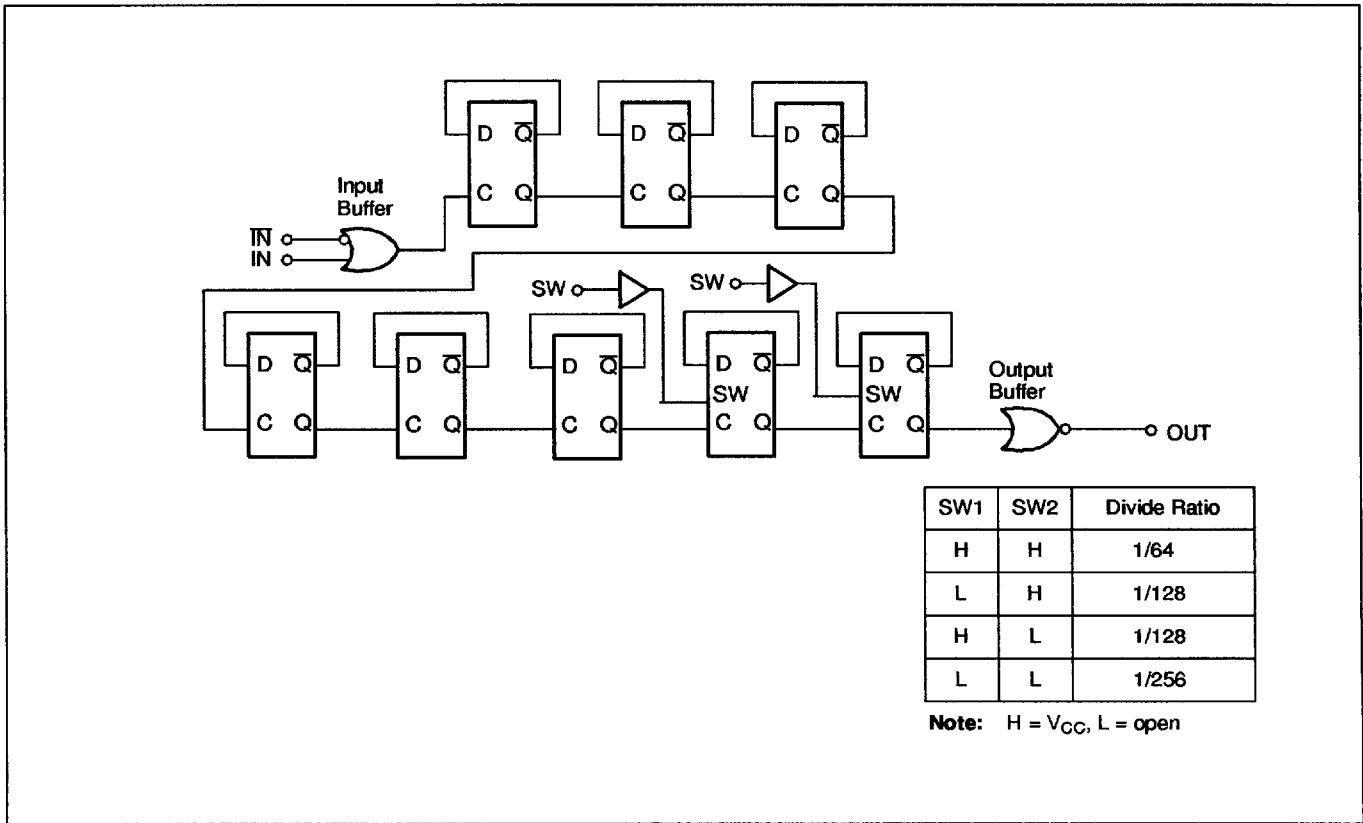 D Q̅
D Q̅
D Q̅
C Q
C Q
C Q
Input
Buffer
I̅N̅
IN
SW
SW
D Q̅
D Q̅
D Q̅
D Q̅
D Q̅
SW
SW
C Q
C Q
C Q
C Q
C Q
Output
Buffer
OUT
SW1 SW2 Divide Ratio
H H 1/64
L H 1/128
H L 1/128
L L 1/256
Note: H = VCC, L = open